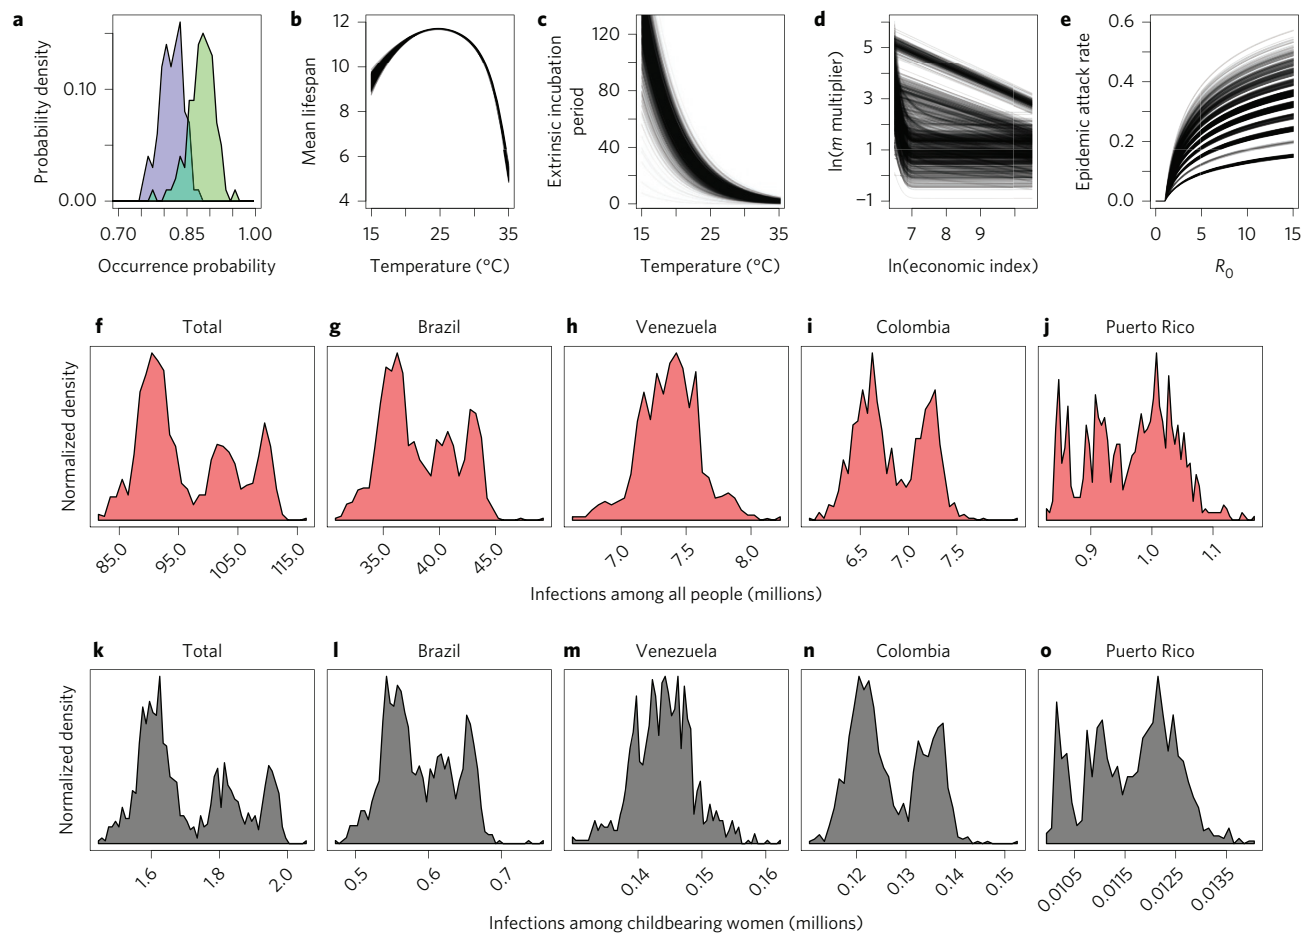 a
Probability density
0.10
0.00
0.70 0.85 1.00
Occurrence probability
b
Mean lifespan
12
10
8
6
4
15 25 35
Temperature (°C)
c
Extrinsic incubation
period
120
80
40
0
15 25 35
Temperature (°C)
d
ln(m multiplier)
5
3
1
−1
7 8 9
ln(economic index)
e
Epidemic attack rate
0.6
0.4
0.2
0.0
0 5 10 15
R0
f Total
Normalized density
85.0 95.0 105.0 115.0
g Brazil
35.0 40.0 45.0
h Venezuela
7.0 7.5 8.0
i Colombia
6.5 7.0 7.5
j Puerto Rico
0.9 1.0 1.1
Infections among all people (millions)
k Total
Normalized density
1.6 1.8 2.0
l Brazil
0.5 0.6 0.7
m Venezuela
0.14 0.15 0.16
n Colombia
0.12 0.13 0.14 0.15
o Puerto Rico
0.0105 0.0115 0.0125 0.0135
Infections among childbearing women (millions)